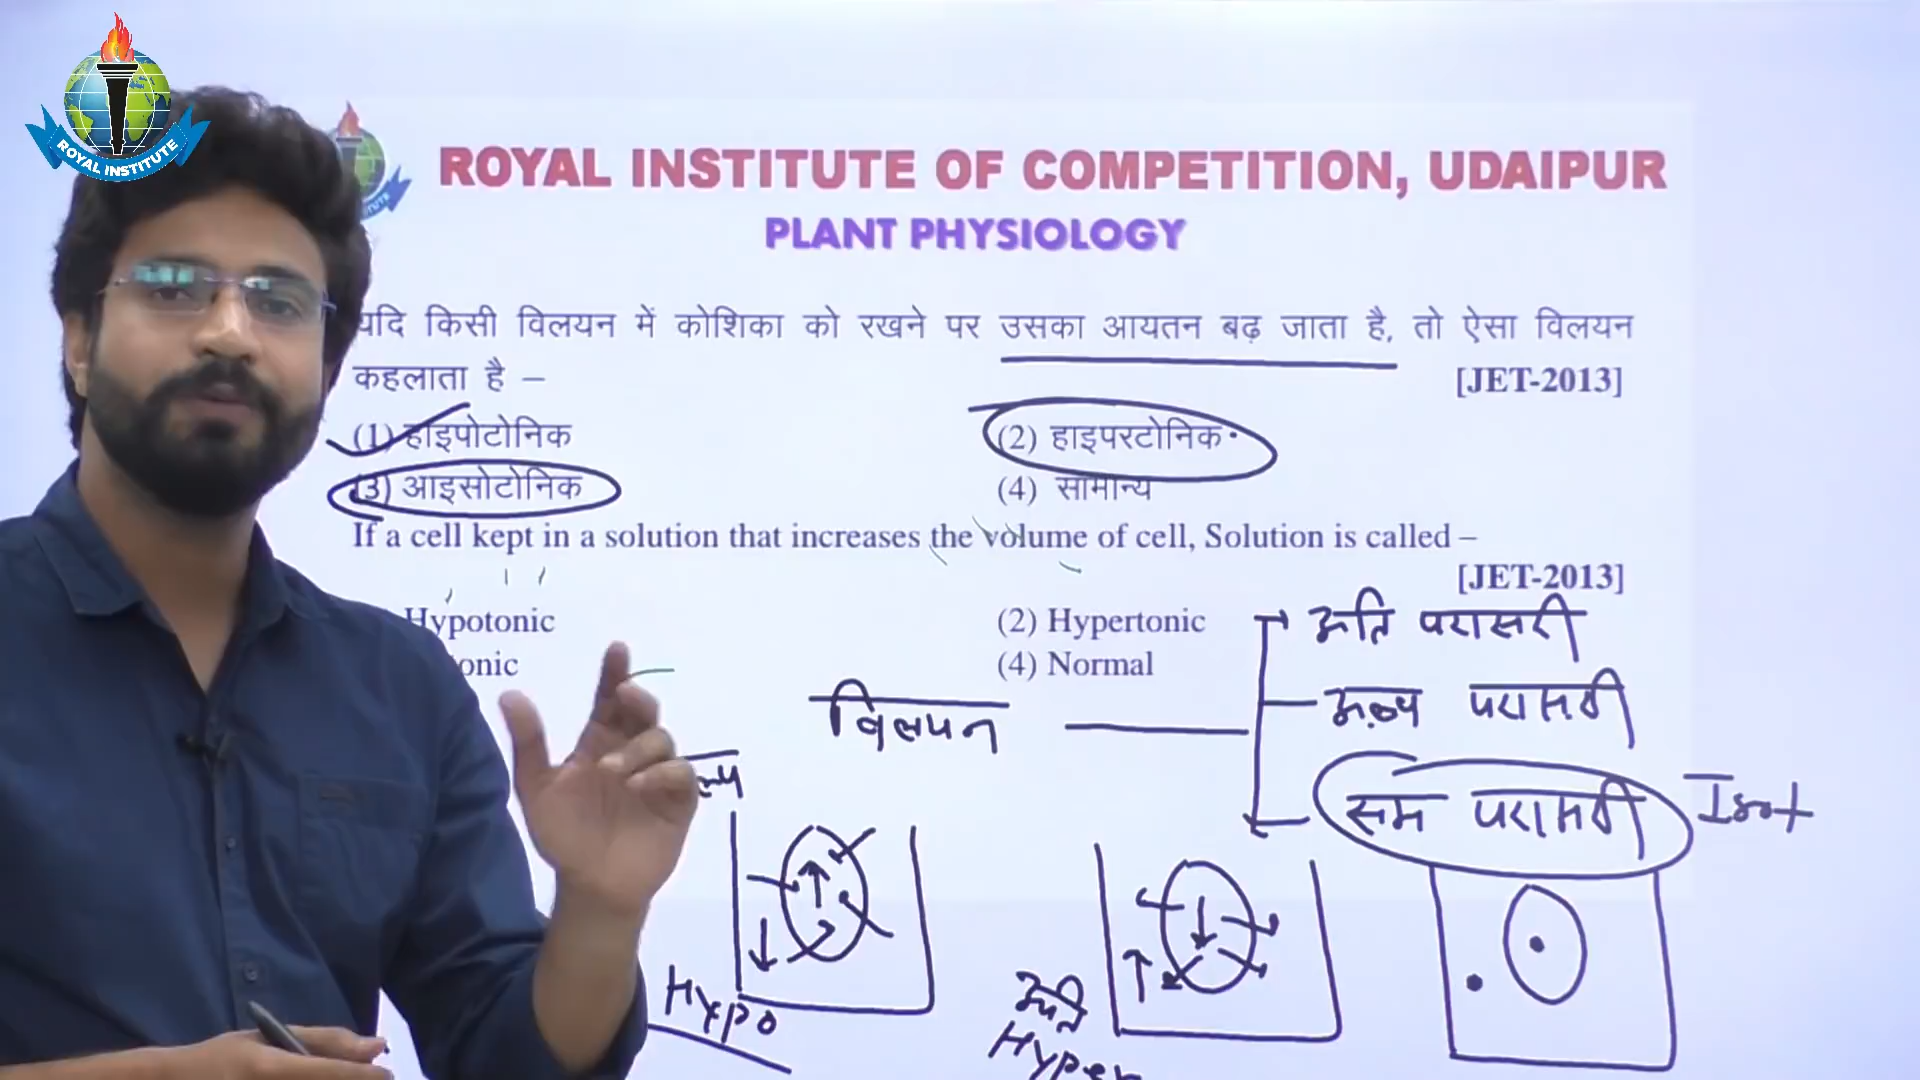 ROYAL INSTITUTE
ROYAL INSTITUTE OF COMPETITION, UDAIPUR
PLANT PHYSIOLOGY
यदि किसी विलयन में कोशिका को रखने पर उसका आयतन बढ़ जाता है, तो ऐसा विलयन
कहलाता है –
[JET-2013]
(1) हाइपोटोनिक
(2) हाइपरटोनिक
(3) आइसोटोनिक
(4) सामान्य
If a cell kept in a solution that increases the volume of cell, Solution is called –
[JET-2013]
Hypotonic
(2) Hypertonic
onic
(4) Normal
अति परासरी
विलयन
अल्प परासरी
सम परासरी
Isot
Hypo
अति
Hyper